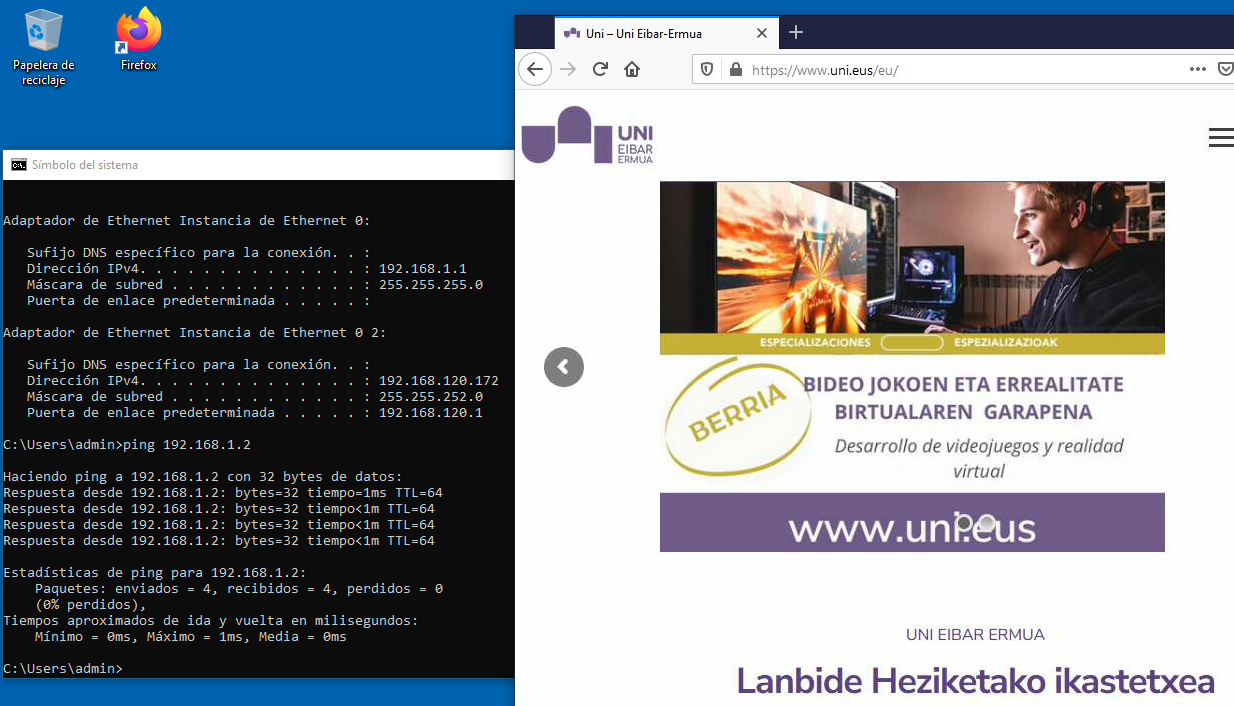 Papelera de
reciclaje
Firefox
Símbolo del sistema
Adaptador de Ethernet Instancia de Ethernet 0:
Sufijo DNS específico para la conexión. . :
Dirección IPv4. . . . . . . . . . . . . . : 192.168.1.1
Máscara de subred . . . . . . . . . . . . : 255.255.255.0
Puerta de enlace predeterminada . . . . . :
Adaptador de Ethernet Instancia de Ethernet 0 2:
Sufijo DNS específico para la conexión. . :
Dirección IPv4. . . . . . . . . . . . . . : 192.168.120.172
Máscara de subred . . . . . . . . . . . . : 255.255.252.0
Puerta de enlace predeterminada . . . . . : 192.168.120.1
C:\Users\admin>ping 192.168.1.2
Haciendo ping a 192.168.1.2 con 32 bytes de datos:
Respuesta desde 192.168.1.2: bytes=32 tiempo=1ms TTL=64
Respuesta desde 192.168.1.2: bytes=32 tiempo<1m TTL=64
Respuesta desde 192.168.1.2: bytes=32 tiempo<1m TTL=64
Respuesta desde 192.168.1.2: bytes=32 tiempo<1m TTL=64
Estadísticas de ping para 192.168.1.2:
Paquetes: enviados = 4, recibidos = 4, perdidos = 0
(0% perdidos),
Tiempos aproximados de ida y vuelta en milisegundos:
Mínimo = 0ms, Máximo = 1ms, Media = 0ms
C:\Users\admin>
Uni – Uni Eibar-Ermua
https://www.uni.eus/eu/
UNI
EIBAR
ERMUA
ESPECIALIZACIONES ESPEZIALIZAZIOAK
BERRIA
BIDEO JOKOEN ETA ERREALITATE
BIRTUALAREN GARAPENA
Desarrollo de videojuegos y realidad
virtual
www.uni.eus
UNI EIBAR ERMUA
Lanbide Heziketako ikastetxea